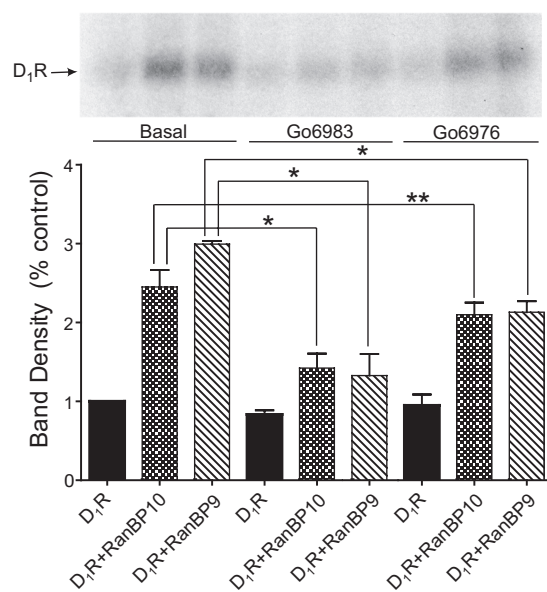 D₁R
Basal Go6983 Go6976
Band Density (% control)
4
3
2
1
0
*
*
**
*
D₁R
D₁R+RanBP10
D₁R+RanBP9
D₁R
D₁R+RanBP10
D₁R+RanBP9
D₁R
D₁R+RanBP10
D₁R+RanBP9